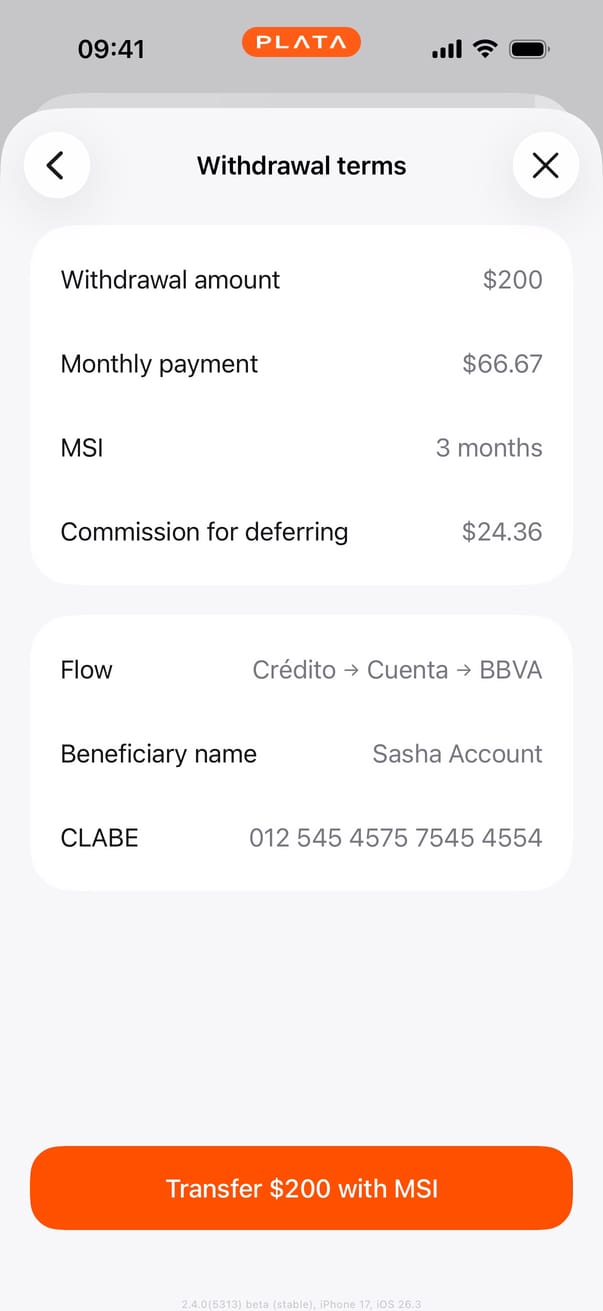 09:41
PLATA
Withdrawal terms
Withdrawal amount $200
Monthly payment $66.67
MSI 3 months
Commission for deferring $24.36
Flow Crédito → Cuenta → BBVA
Beneficiary name Sasha Account
CLABE 012 545 4575 7545 4554
Transfer $200 with MSI
2.4.0(5313) beta (stable), iPhone 17, iOS 26.3